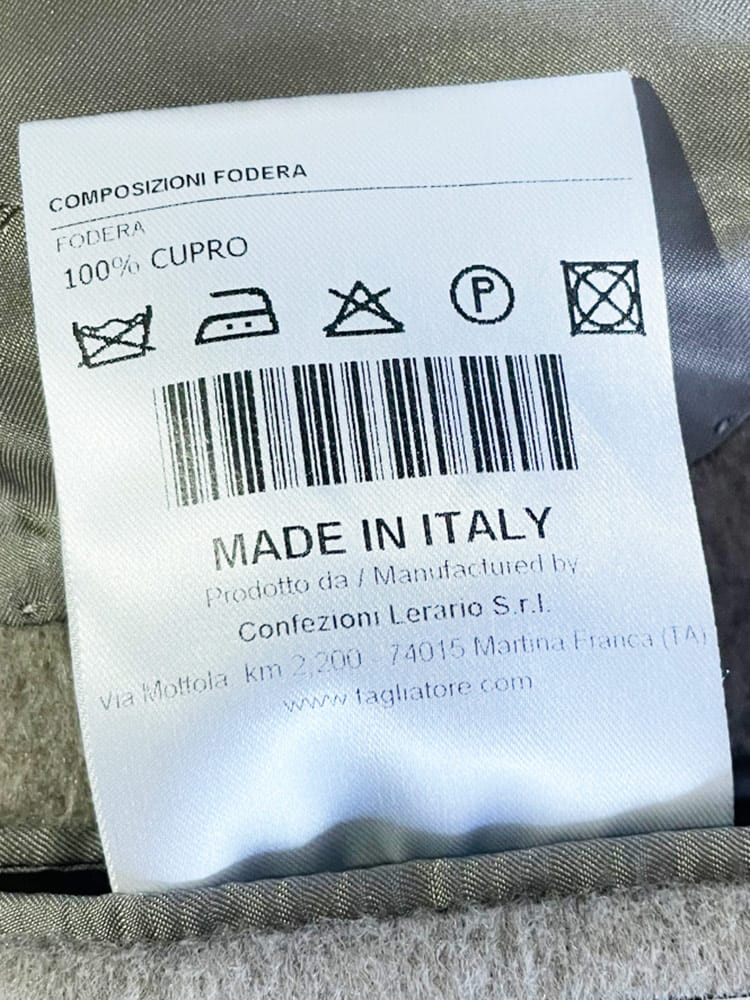 COMPOSIZIONI FODERA
FODERA
100% CUPRO
P
MADE IN ITALY
Prodotto da / Manufactured by
Confezioni Lerario S.r.l.
Via Mottola km 2,200 - 74015 Martina Franca (TA)
www.tagliatore.com